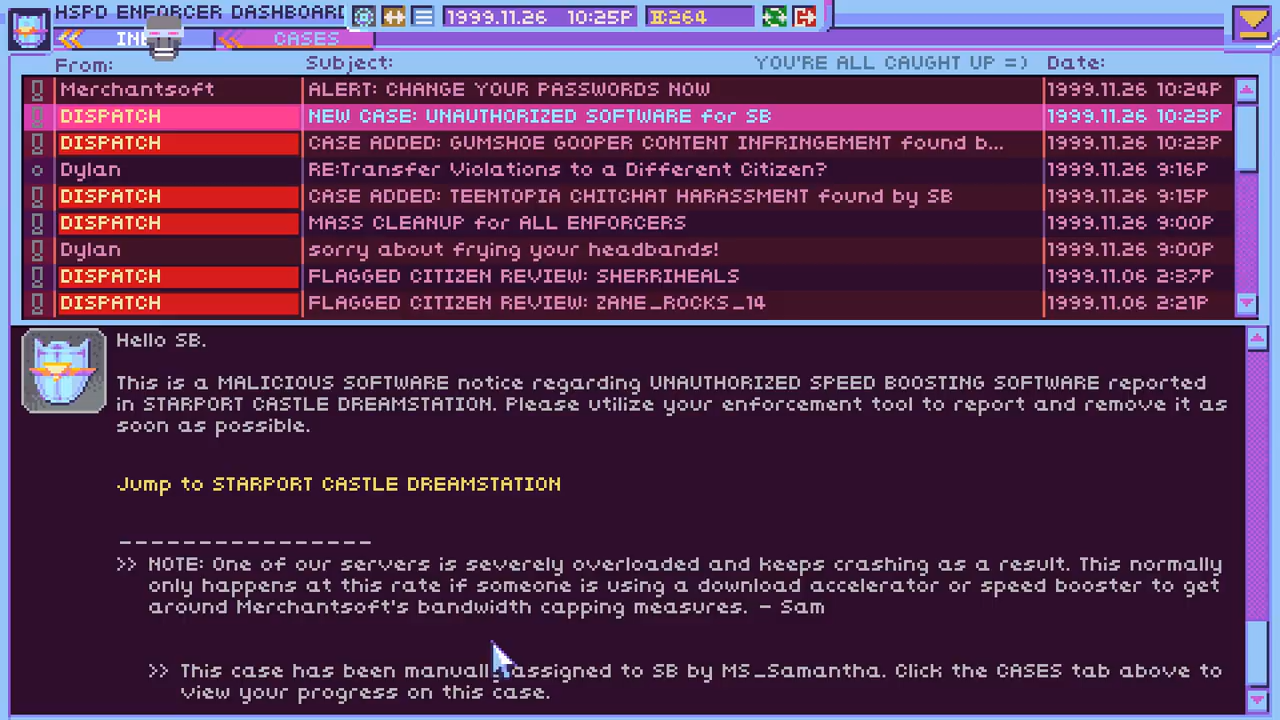 HSPD ENFORCER DASHBOARD
1999.11.26 10:25P
264
CASES
From:
Subject:
YOU'RE ALL CAUGHT UP =)
Date:
Merchantsoft ALERT: CHANGE YOUR PASSWORDS NOW 1999.11.26 10:24P
DISPATCH NEW CASE: UNAUTHORIZED SOFTWARE for SB 1999.11.26 10:23P
DISPATCH CASE ADDED: GUMSHOE GOOPER CONTENT INFRINGEMENT found b... 1999.11.26 10:23P
Dylan RE:Transfer Violations to a Different Citizen? 1999.11.26 9:16P
DISPATCH CASE ADDED: TEENTOPIA CHITCHAT HARASSMENT found by SB 1999.11.26 9:15P
DISPATCH MASS CLEANUP for ALL ENFORCERS 1999.11.26 9:00P
Dylan sorry about frying your headbands! 1999.11.26 9:00P
DISPATCH FLAGGED CITIZEN REVIEW: SHERRIHEALS 1999.11.06 2:37P
DISPATCH FLAGGED CITIZEN REVIEW: ZANE_ROCKS_14 1999.11.06 2:21P
Hello SB.
This is a MALICIOUS SOFTWARE notice regarding UNAUTHORIZED SPEED BOOSTING SOFTWARE reported
in STARPORT CASTLE DREAMSTATION. Please utilize your enforcement tool to report and remove it as
soon as possible.
Jump to STARPORT CASTLE DREAMSTATION
----------------
>> NOTE: One of our servers is severely overloaded and keeps crashing as a result. This normally
only happens at this rate if someone is using a download accelerator or speed booster to get
around Merchantsoft's bandwidth capping measures. - Sam
>> This case has been manually assigned to SB by MS_Samantha. Click the CASES tab above to
view your progress on this case.